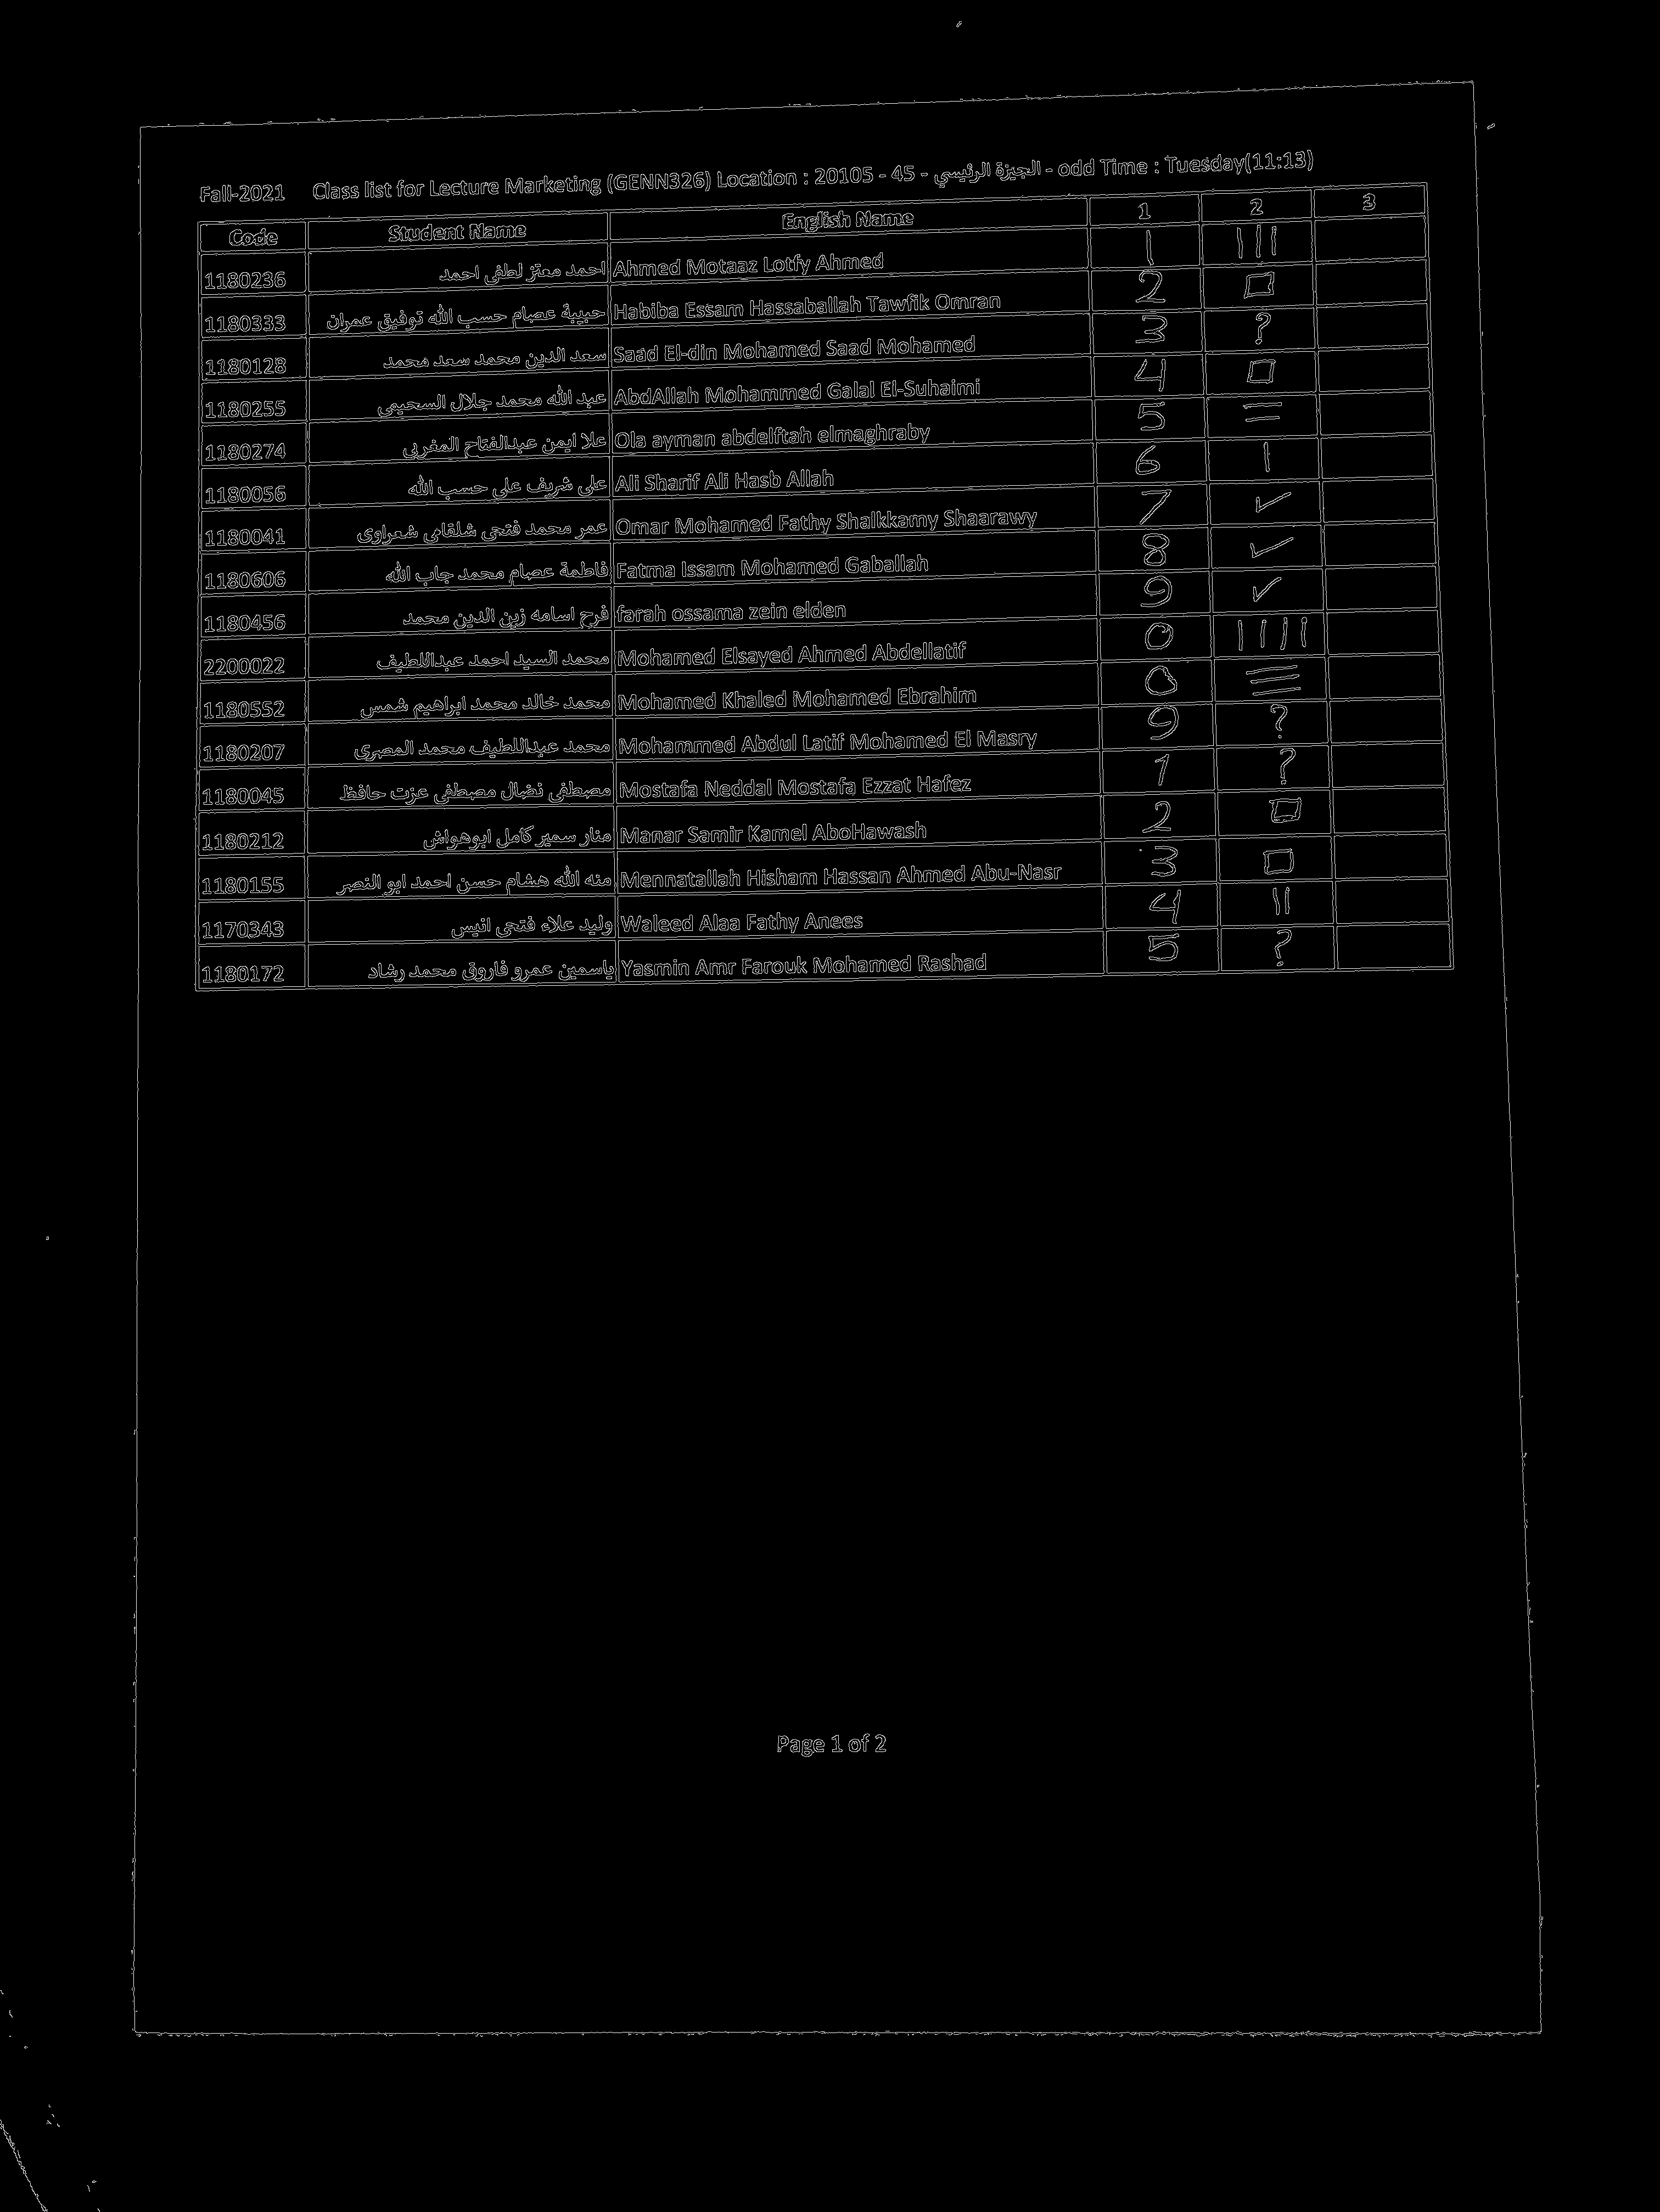 Fall-2021 Class list for Lecture Marketing (GENN326) Location : 20105 - 45 - الجيزة الرئيسي - odd Time : Tuesday(11:13)
Code Student Name English Name 1 2 3
1180236 احمد معتز لطفى احمد Ahmed Motaaz Lotfy Ahmed 1 |||
1180333 حبيبة عصام حسب الله توفيق عمران Habiba Essam Hassaballah Tawfik Omran 2 □
1180128 سعد الدين محمد سعد محمد Saad El-din Mohamed Saad Mohamed 3 ?
1180255 عبد الله محمد جلال السحيمى AbdAllah Mohammed Galal El-Suhaimi 4 □
1180274 علا ايمن عبدالفتاح المغربى Ola ayman abdelftah elmaghraby 5 =
1180056 على شريف على حسب الله Ali Sharif Ali Hasb Allah 6 |
1180041 عمر محمد فتحى شلقامى شعراوى Omar Mohamed Fathy Shalkkamy Shaarawy 7 ✓
1180606 فاطمة عصام محمد جاب الله Fatma Issam Mohamed Gaballah 8 ✓
1180456 فرح اسامه زين الدين محمد farah ossama zein elden 9 ✓
2200022 محمد السيد احمد عبداللطيف Mohamed Elsayed Ahmed Abdellatif 0 ||||
1180552 محمد خالد محمد ابراهيم شمس Mohamed Khaled Mohamed Ebrahim 0 ≡
1180207 محمد عبداللطيف محمد المصرى Mohammed Abdul Latif Mohamed El Masry 9 ?
1180045 مصطفى نضال مصطفى عزت حافظ Mostafa Neddal Mostafa Ezzat Hafez 1 ?
1180212 منار سمير كامل ابوهواش Manar Samir Kamel AboHawash 2 □
1180155 منه الله هشام حسن احمد ابو النصر Mennatallah Hisham Hassan Ahmed Abu-Nasr 3 □
1170343 وليد علاء فتحى انيس Waleed Alaa Fathy Anees 4 ||
1180172 ياسمين عمرو فاروق محمد رشاد Yasmin Amr Farouk Mohamed Rashad 5 ?
Page 1 of 2